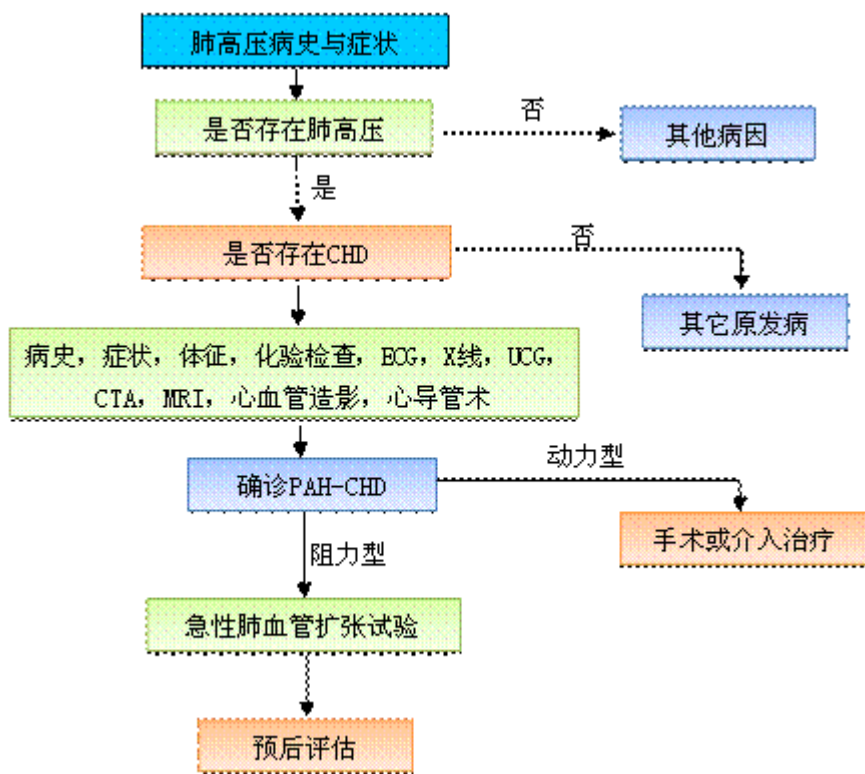 肺高压病史与症状
是否存在肺高压
否
其他病因
是
是否存在CHD
否
其它原发病
病史，症状，体征，化验检查，ECG，X线，UCG，
CTA，MRI，心血管造影，心导管术
确诊PAH-CHD
动力型
手术或介入治疗
阻力型
急性肺血管扩张试验
预后评估